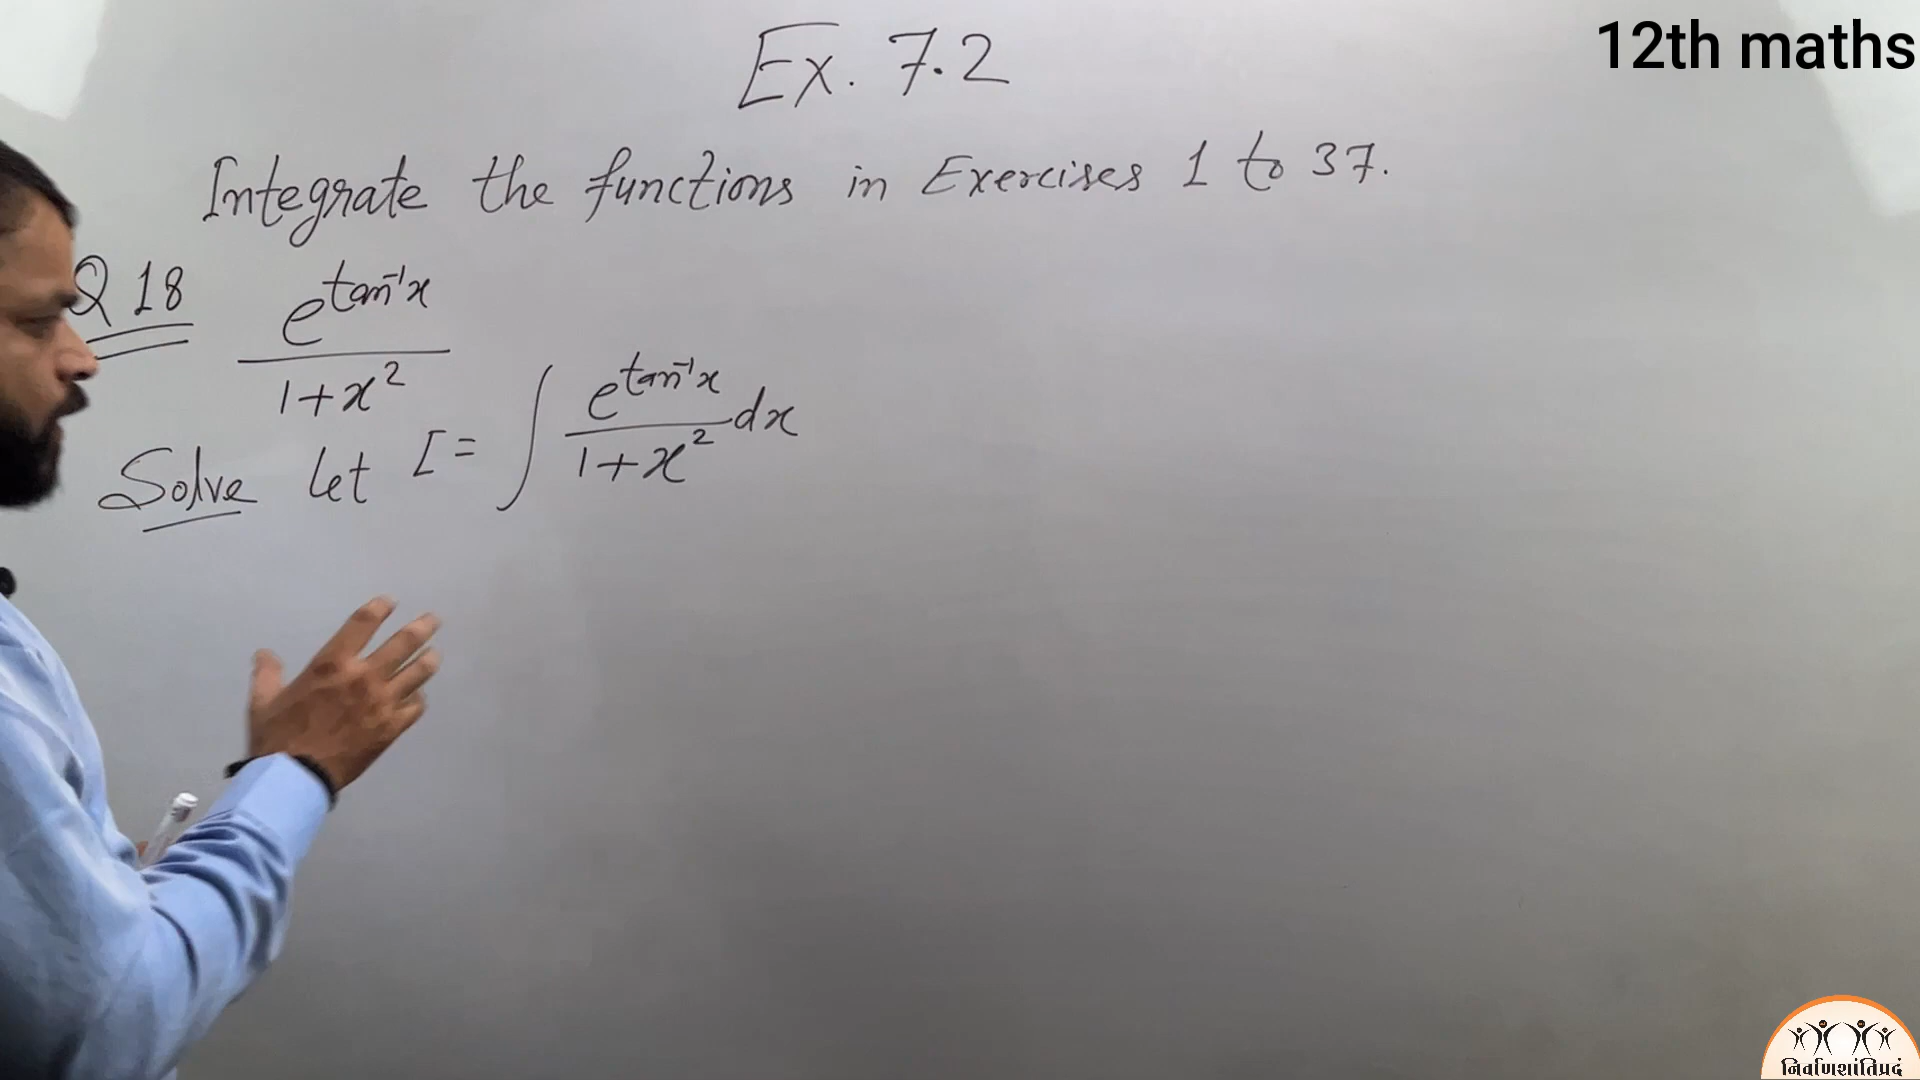 12th maths
Ex. 7.2
Integrate the functions in Exercises 1 to 37.
Q 18 e^{tan⁻¹x} / 1+x²
Solve let I = ∫ e^{tan⁻¹x} / 1+x² dx